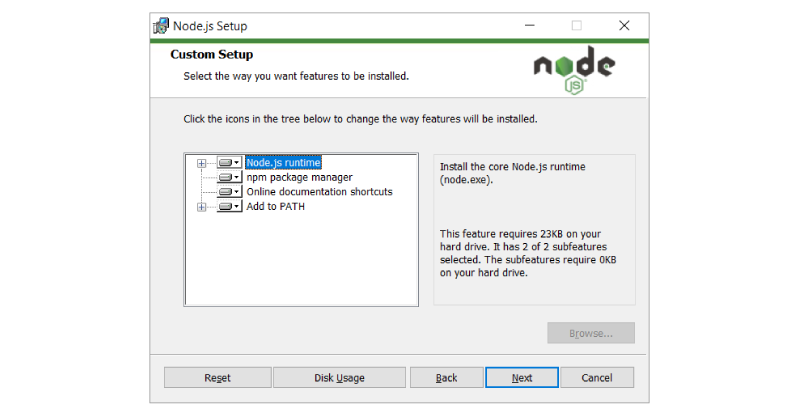 Node.js Setup
Custom Setup
Select the way you want features to be installed.
node
JS
Click the icons in the tree below to change the way features will be installed.
Node.js runtime
npm package manager
Online documentation shortcuts
Add to PATH
Install the core Node.js runtime
(node.exe).
This feature requires 23KB on your
hard drive. It has 2 of 2 subfeatures
selected. The subfeatures require 0KB
on your hard drive.
Browse...
Reset Disk Usage Back Next Cancel